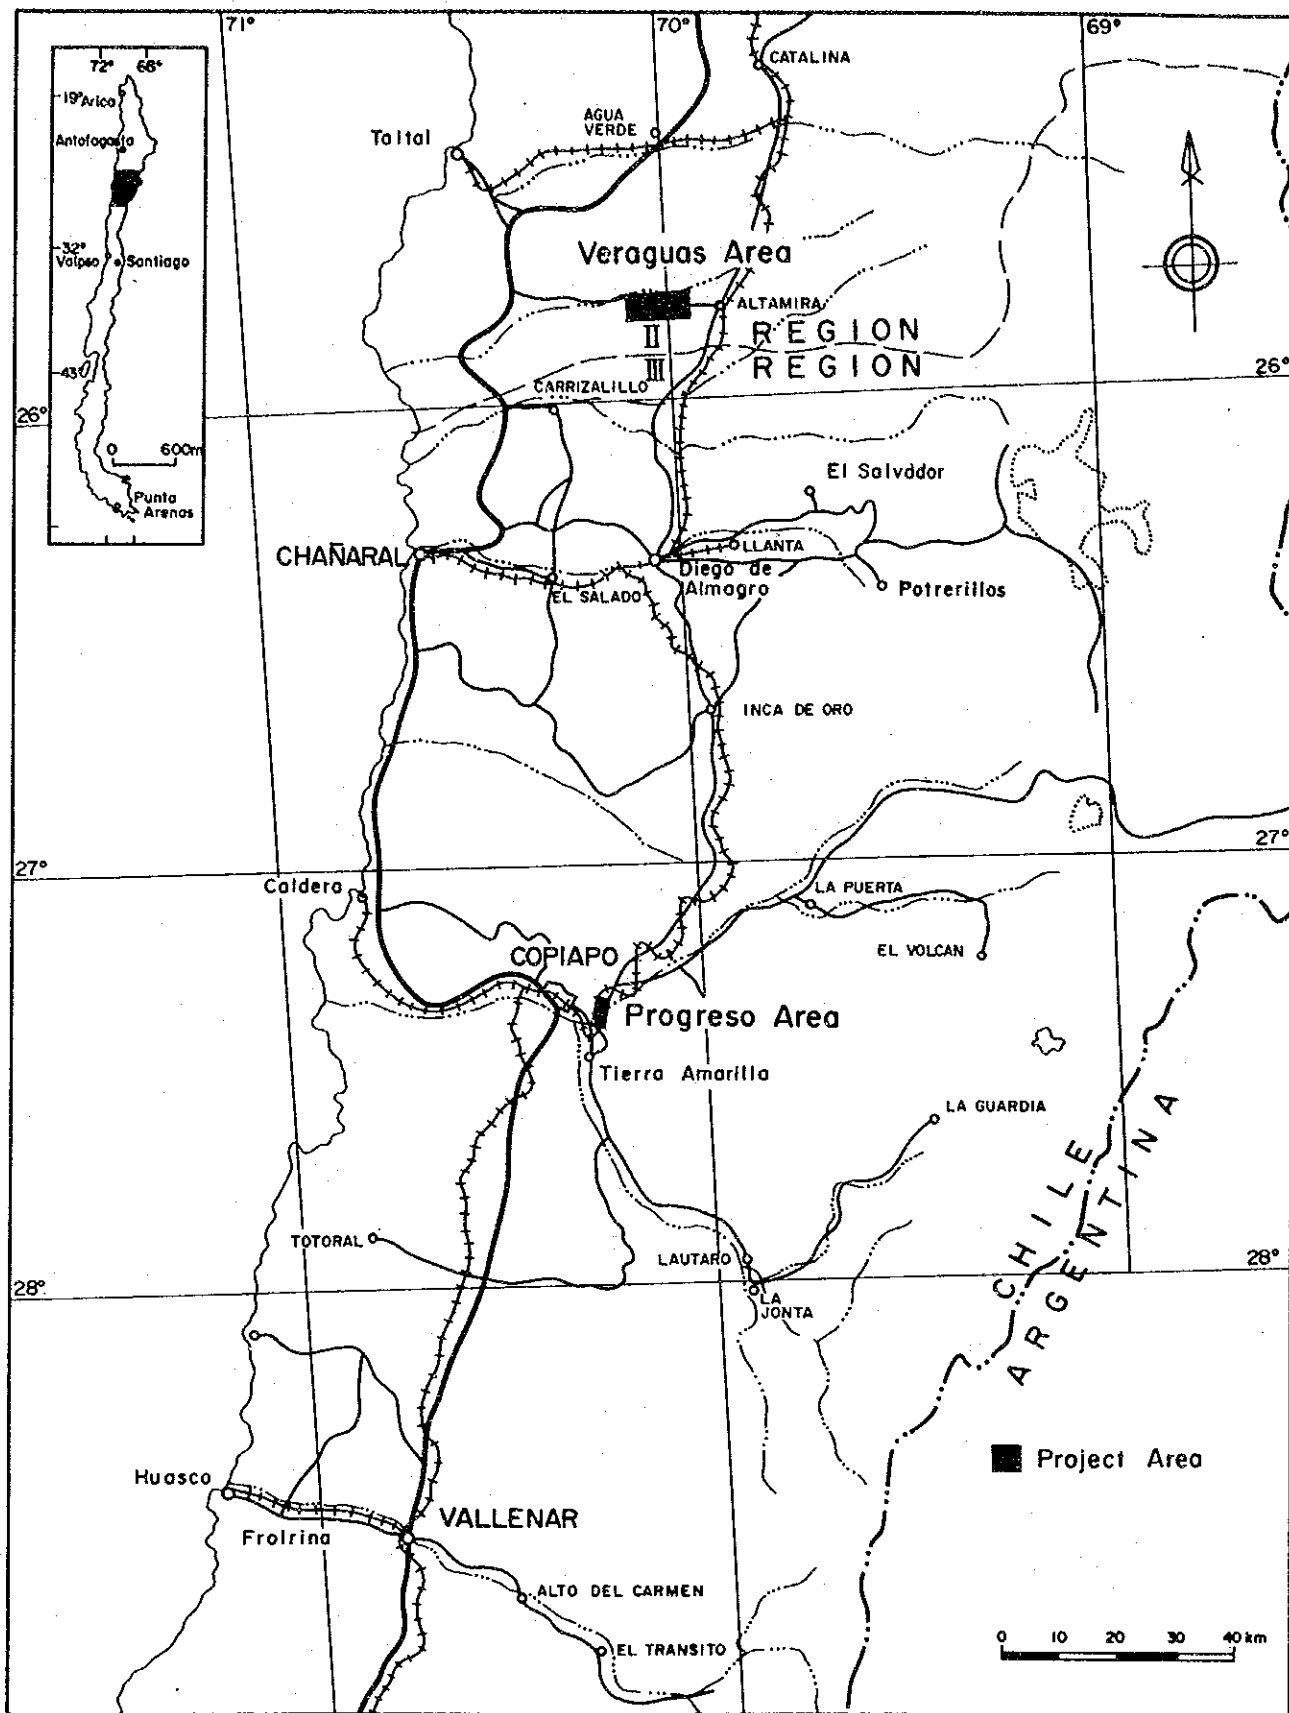 71°
70°
69°
72° 68°
19° Arica
Antofagasta
32°
Valpso
Santiago
43°
0 600m
Punta
Arenas
CATALINA
AGUA
VERDE
Taltal
Veraguas Area
ALTAMIRA
II REGION
III REGION
CARRIZALILLO
26°
26°
El Salvador
CHAÑARAL
LLANTA
Diego de
Almagro
EL SALADO
Potrerillos
INCA DE ORO
27°
27°
Caldera
LA PUERTA
COPIAPO
EL VOLCAN
Progreso Area
Tierra Amarilla
LA GUARDIA
CHILE
ARGENTINA
TOTORAL
LAUTARO
28°
28°
LA
JONTA
Project Area
Huasco
VALLENAR
Frolrina
ALTO DEL CARMEN
EL TRANSITO
0 10 20 30 40 km